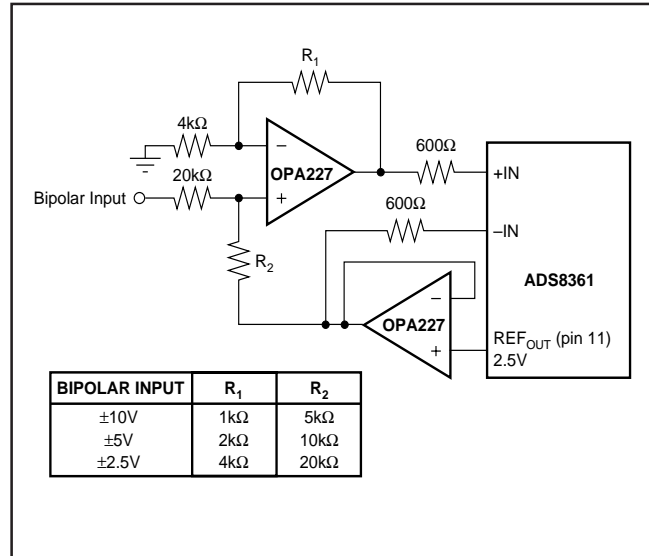 R1
4kΩ
−
OPA227
+
20kΩ
Bipolar Input
R2
600Ω
+IN
600Ω
−IN
ADS8361
−
OPA227
+
REFOUT (pin 11)
2.5V
BIPOLAR INPUT R1 R2
±10V 1kΩ 5kΩ
±5V 2kΩ 10kΩ
±2.5V 4kΩ 20kΩ